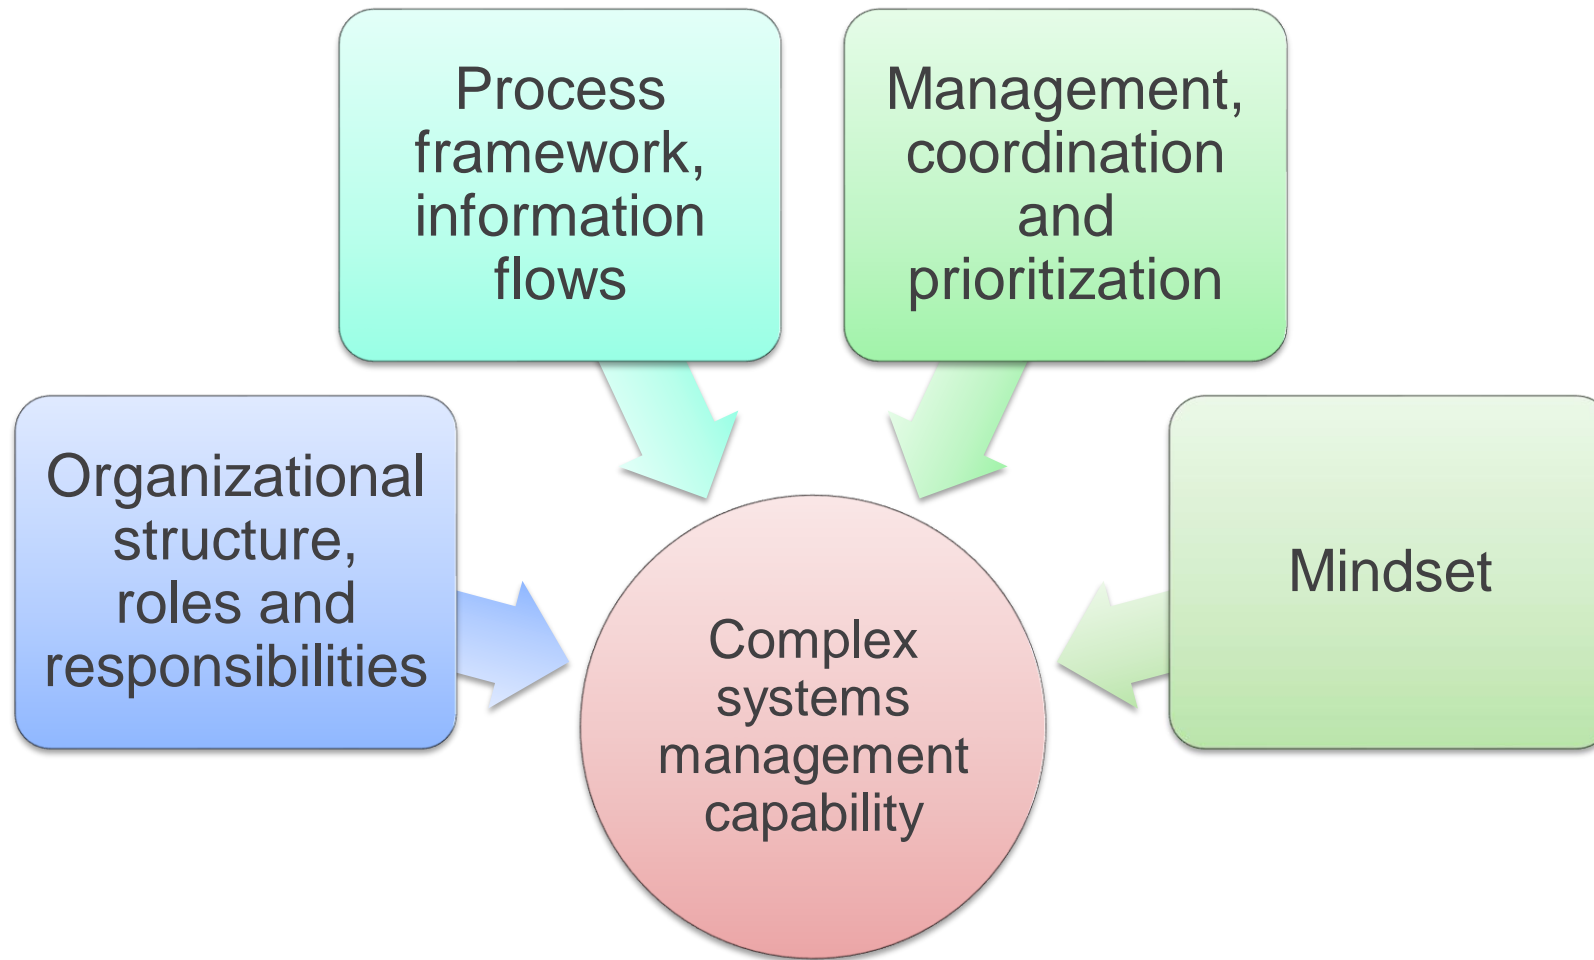 Process
framework,
information
flows
Management,
coordination
and
prioritization
Organizational
structure,
roles and
responsibilities
Mindset
Complex
systems
management
capability